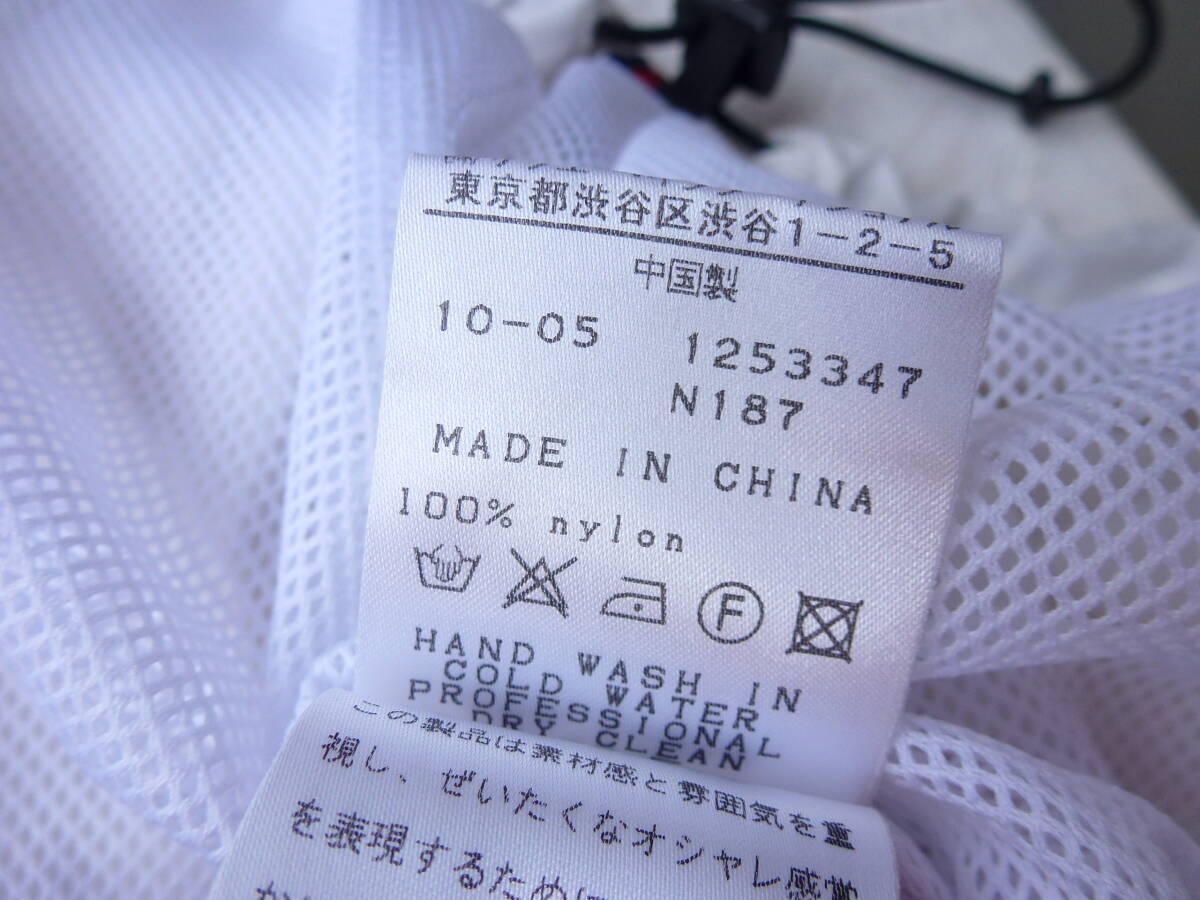 東京都渋谷区渋谷1-2-5
中国製
10-05 1253347
N187
MADE IN CHINA
100% nylon
F
HAND WASH IN
COLD WATER
PROFESSIONAL
DRY CLEAN
この製品は素材感と雰囲気を重
視し、ぜいたくなオシャレ感覚
を表現するために